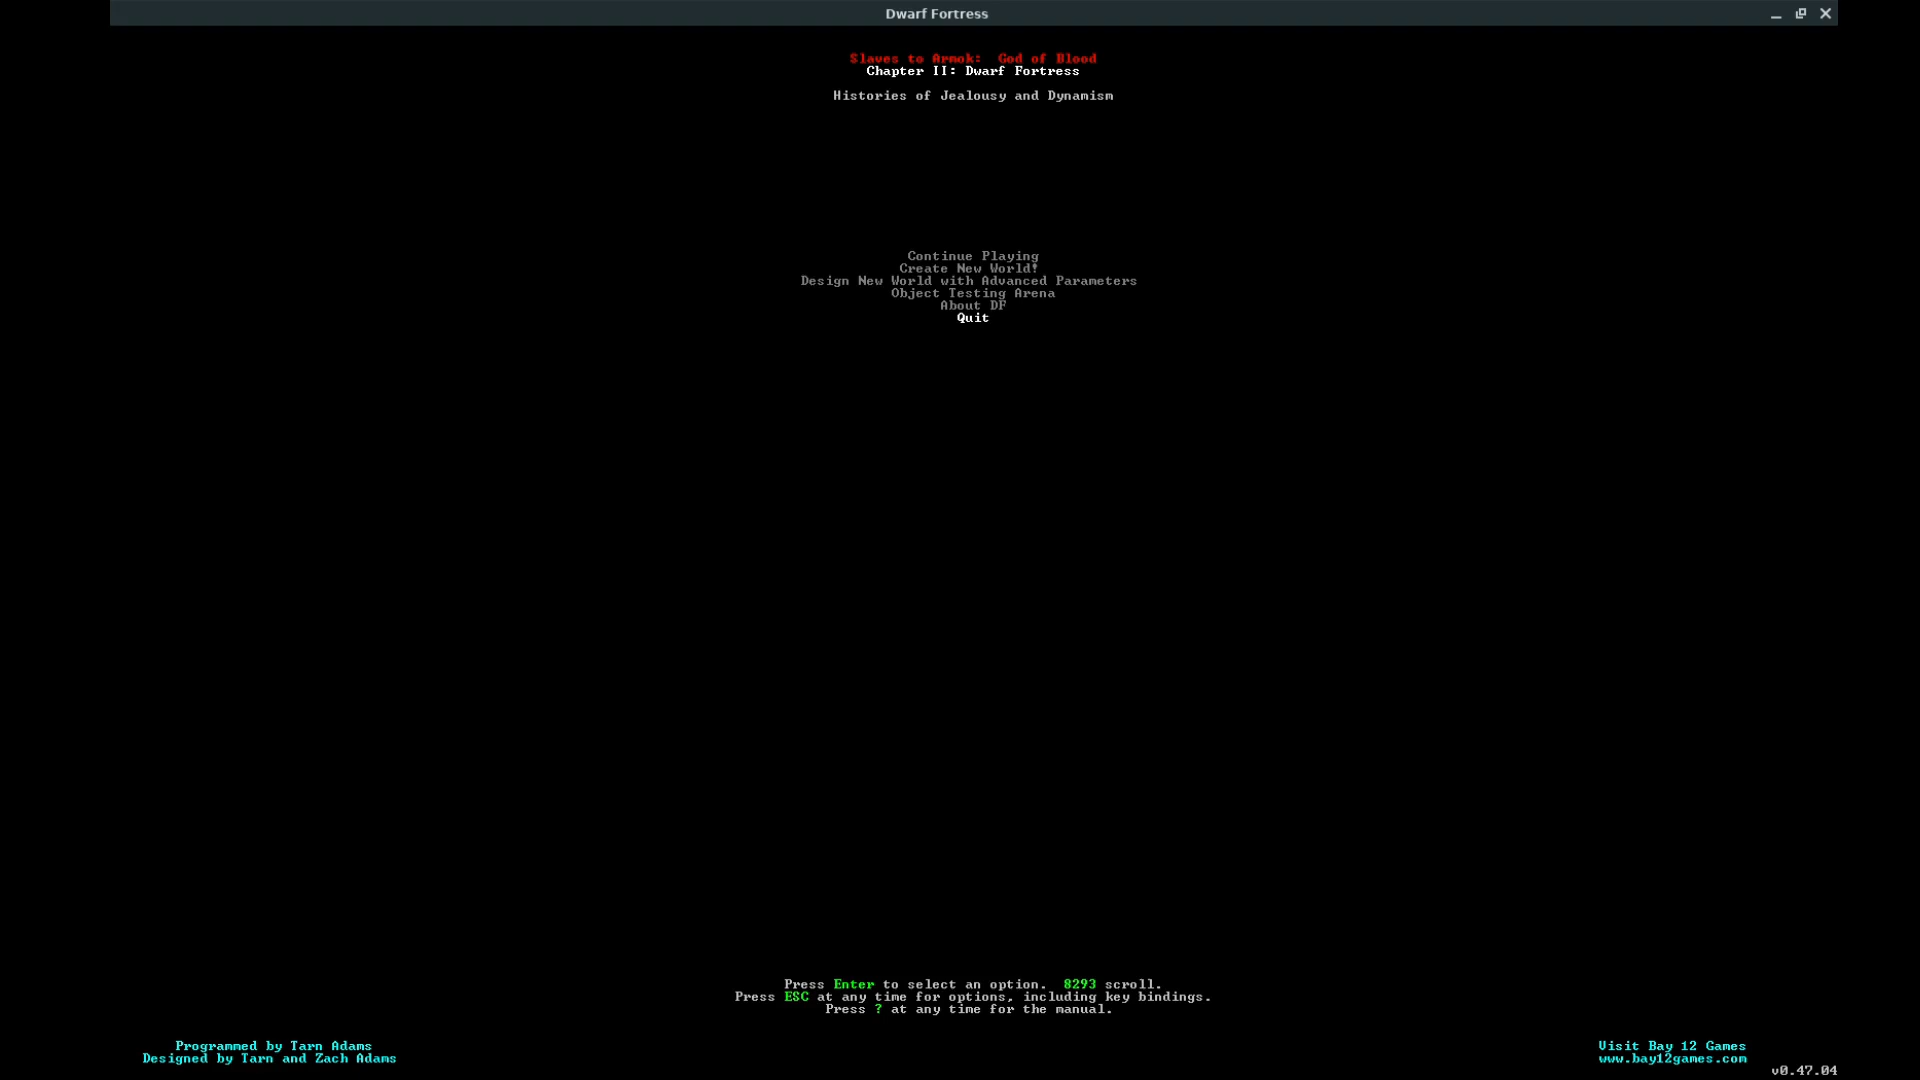 Dwarf Fortress
Slaves to Armok:  God of Blood
Chapter II: Dwarf Fortress
Histories of Jealousy and Dynamism
Continue Playing
Create New World!
Design New World with Advanced Parameters
Object Testing Arena
About DF
Quit
Press Enter to select an option.  8293 scroll.
Press ESC at any time for options, including key bindings.
Press ? at any time for the manual.
Programmed by Tarn Adams
Designed by Tarn and Zach Adams
Visit Bay 12 Games
www.bay12games.com
v0.47.04